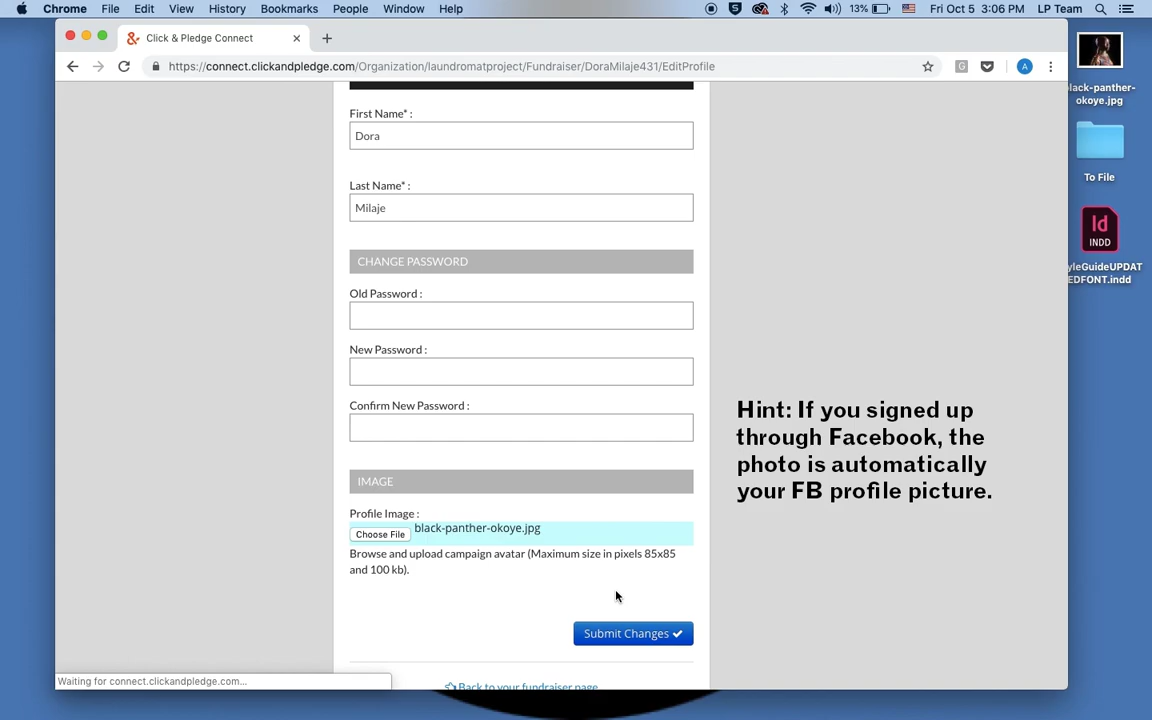 Chrome File Edit View History Bookmarks People Window Help 13% Fri Oct 5 3:06 PM LP Team
Click & Pledge Connect
https://connect.clickandpledge.com/Organization/laundromatproject/Fundraiser/DoraMilaje431/EditProfile
G
A
First Name* :
Dora
Last Name* :
Milaje
CHANGE PASSWORD
Old Password :
New Password :
Confirm New Password :
IMAGE
Profile Image :
Choose File black-panther-okoye.jpg
Browse and upload campaign avatar (Maximum size in pixels 85x85
and 100 kb).
Submit Changes
Back to your fundraiser page
Waiting for connect.clickandpledge.com...
Hint: If you signed up
through Facebook, the
photo is automatically
your FB profile picture.
lack-panther-
okoye.jpg
To File
Id
INDD
yleGuideUPDAT
EDFONT.indd